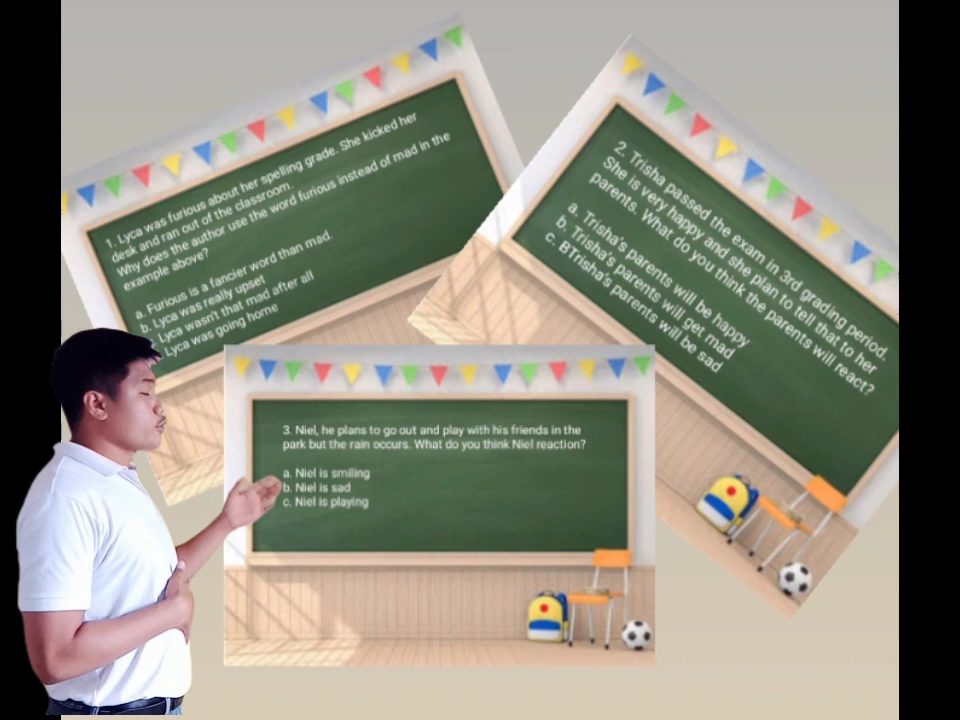 1. Lyca was furious about her spelling grade. She kicked her
desk and ran out of the classroom.
Why does the author use the word furious instead of mad in the
example above?
a. Furious is a fancier word than mad.
b. Lyca was really upset
Lyca wasn't that mad after all
Lyca was going home
2. Trisha passed the exam in 3rd grading period.
She is very happy and she plan to tell that to her
parents. What do you think the parents will react?
a. Trisha's parents will be happy
b. Trisha's parents will get mad
c. BTrisha's parents will be sad
3. Niel, he plans to go out and play with his friends in the
park but the rain occurs. What do you think Niel reaction?
a. Niel is smiling
b. Niel is sad
c. Niel is playing